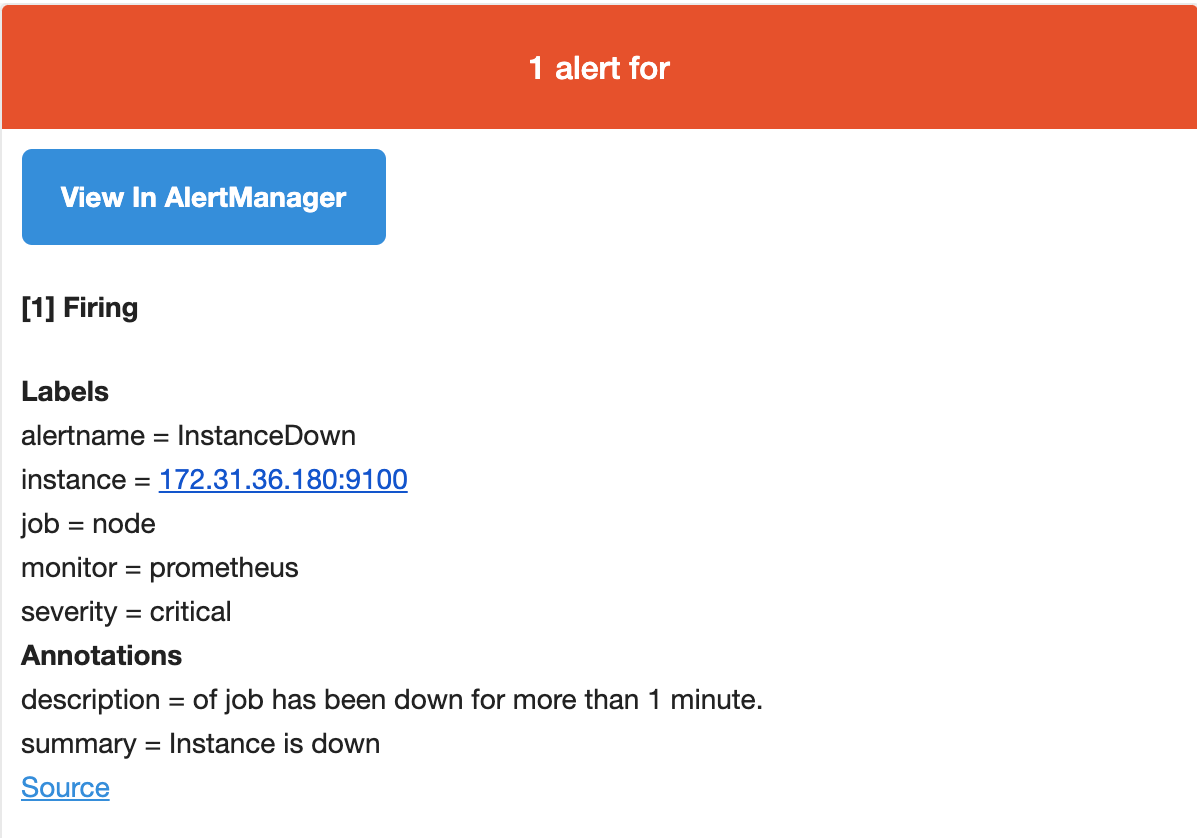 1 alert for
View In AlertManager
[1] Firing
Labels
alertname = InstanceDown
instance = 172.31.36.180:9100
job = node
monitor = prometheus
severity = critical
Annotations
description = of job has been down for more than 1 minute.
summary = Instance is down
Source